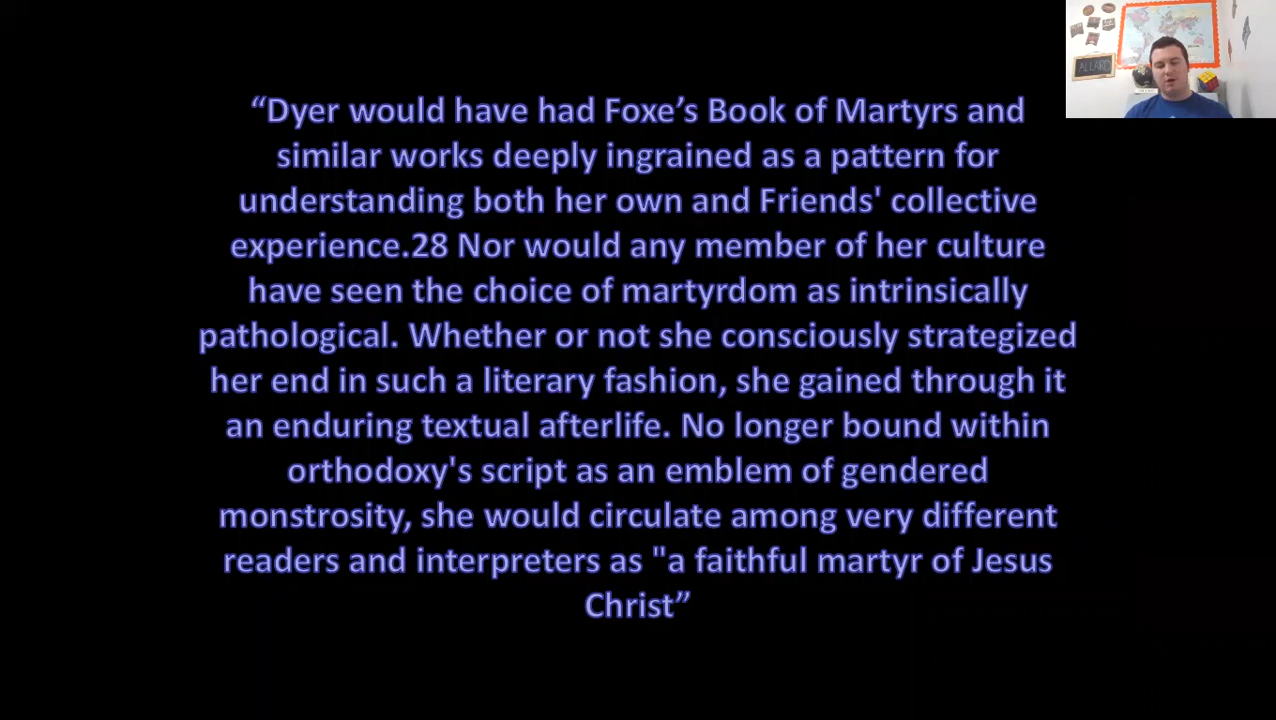 “Dyer would have had Foxe’s Book of Martyrs and
similar works deeply ingrained as a pattern for
understanding both her own and Friends' collective
experience.28 Nor would any member of her culture
have seen the choice of martyrdom as intrinsically
pathological. Whether or not she consciously strategized
her end in such a literary fashion, she gained through it
an enduring textual afterlife. No longer bound within
orthodoxy's script as an emblem of gendered
monstrosity, she would circulate among very different
readers and interpreters as "a faithful martyr of Jesus
Christ”
ALLARD